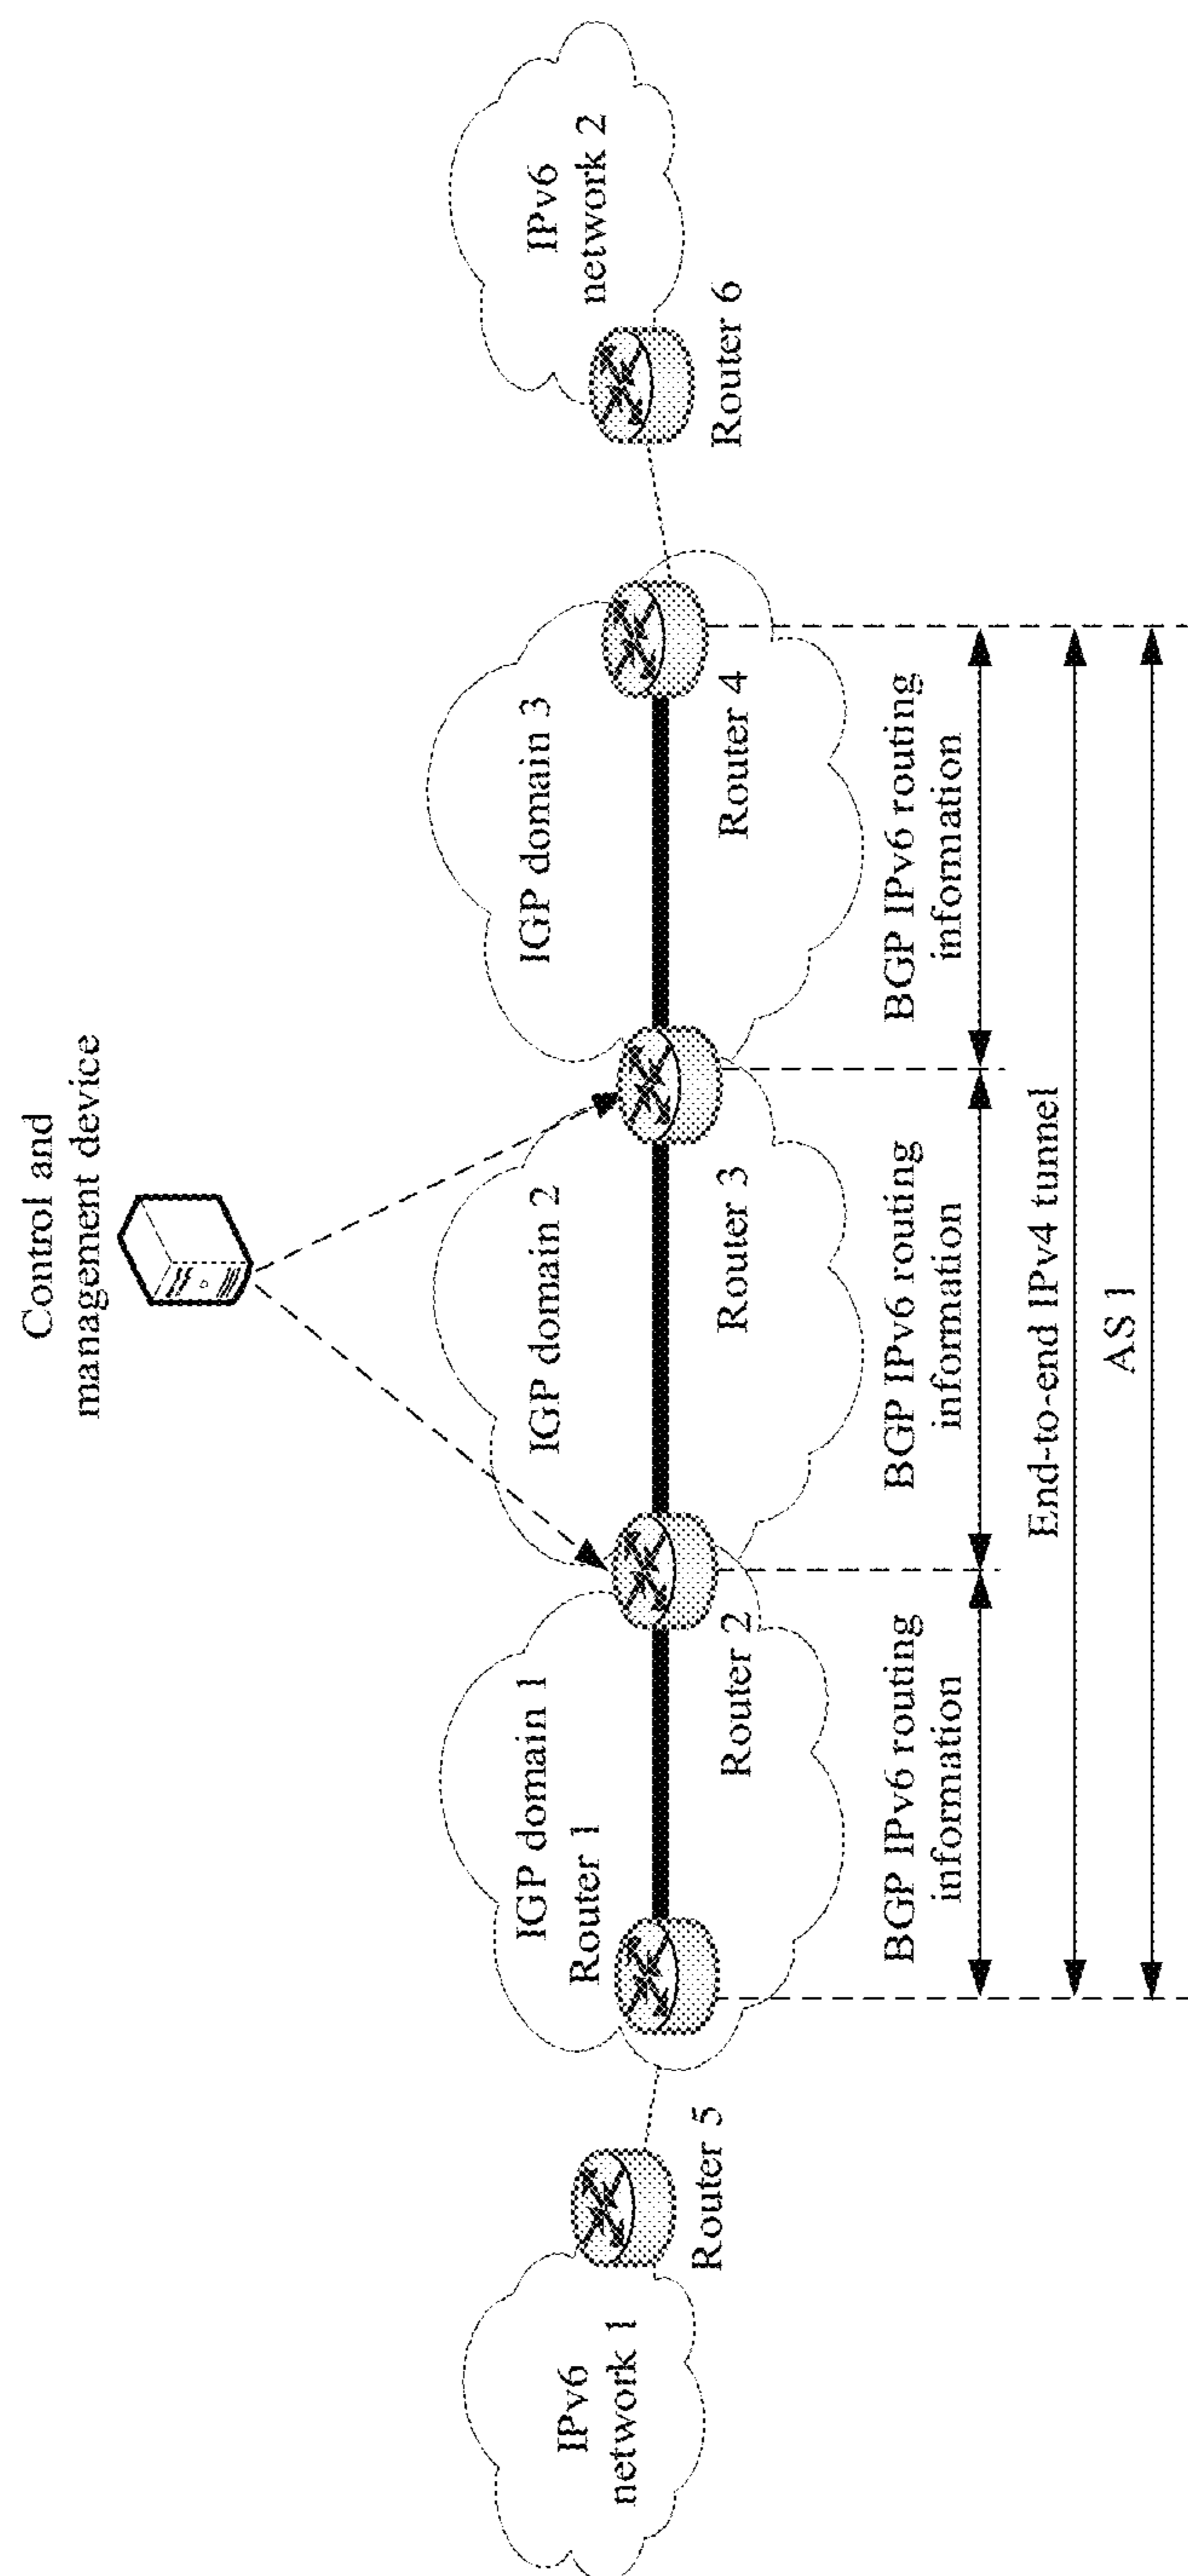 Control and
management device
IPv6
network 1
Router 5
IGP domain 1
Router 1
Router 2
IGP domain 2
Router 3
IGP domain 3
Router 4
IPv6
network 2
Router 6
BGP IPv6 routing
information
BGP IPv6 routing
information
BGP IPv6 routing
information
End-to-end IPv4 tunnel
AS 1